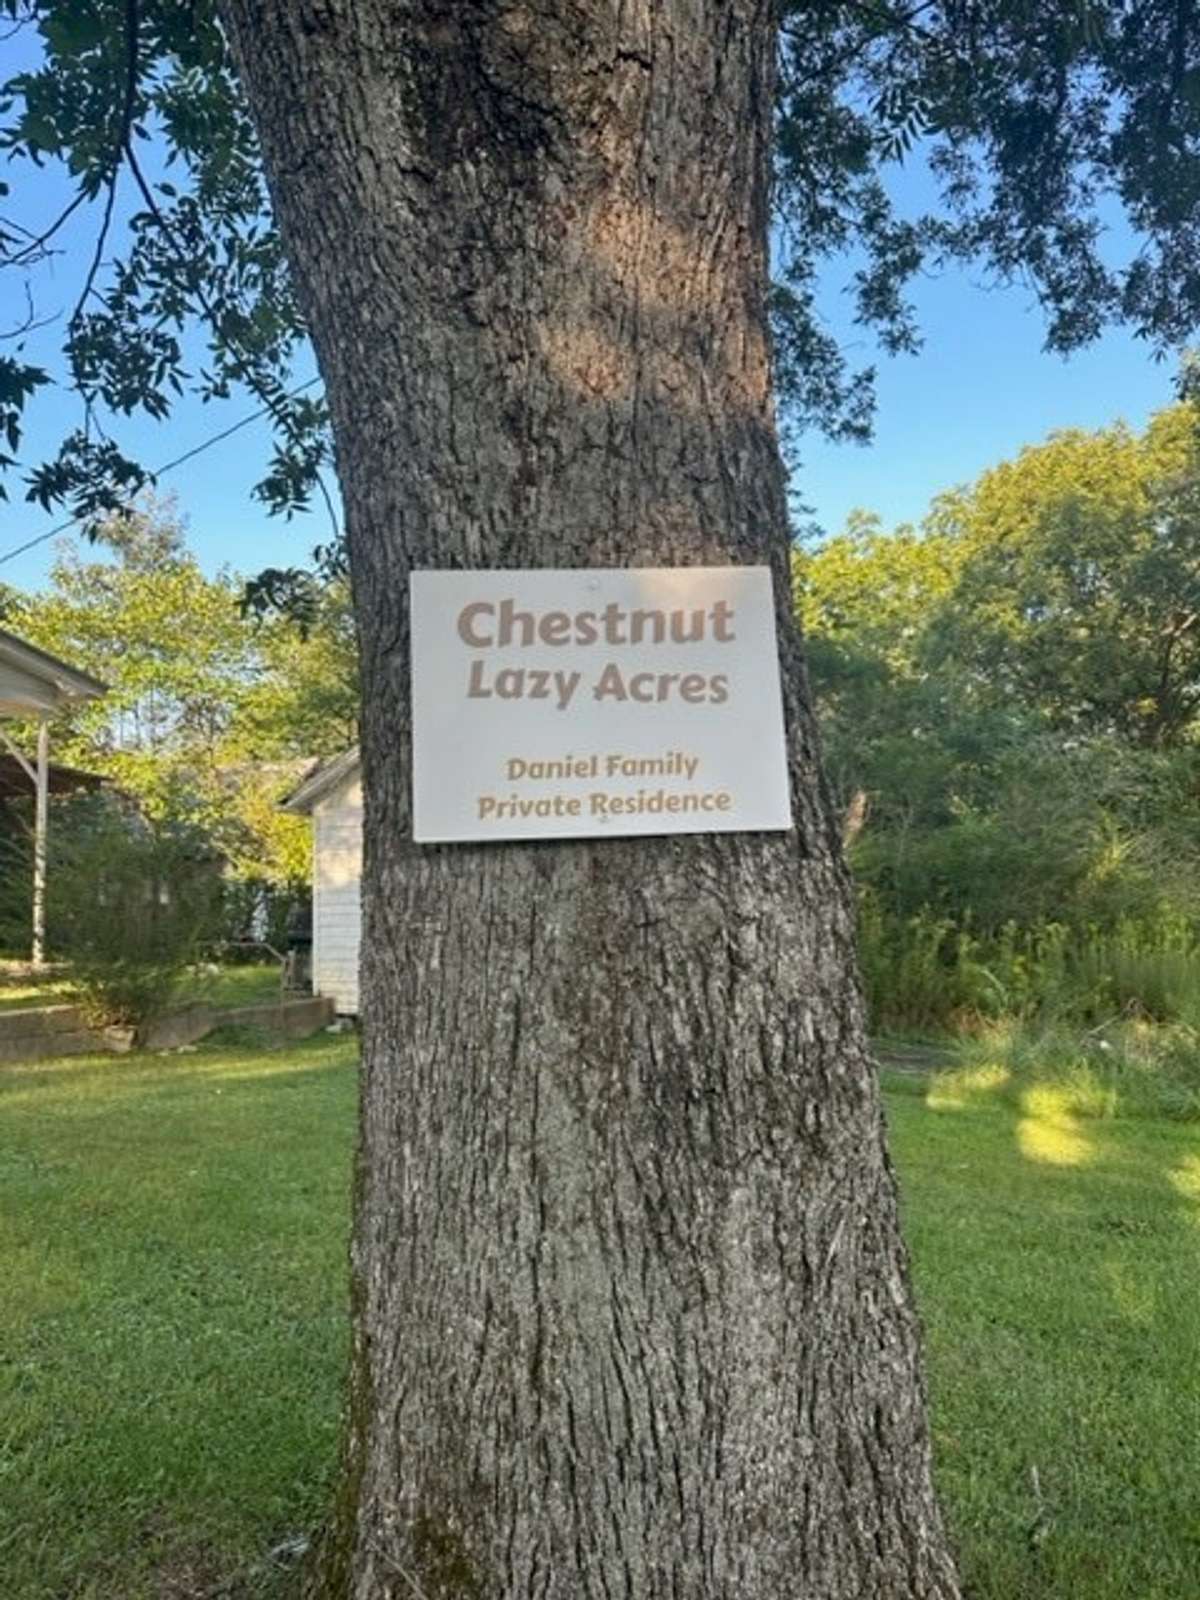 Chestnut
Lazy Acres
Daniel Family
Private Residence